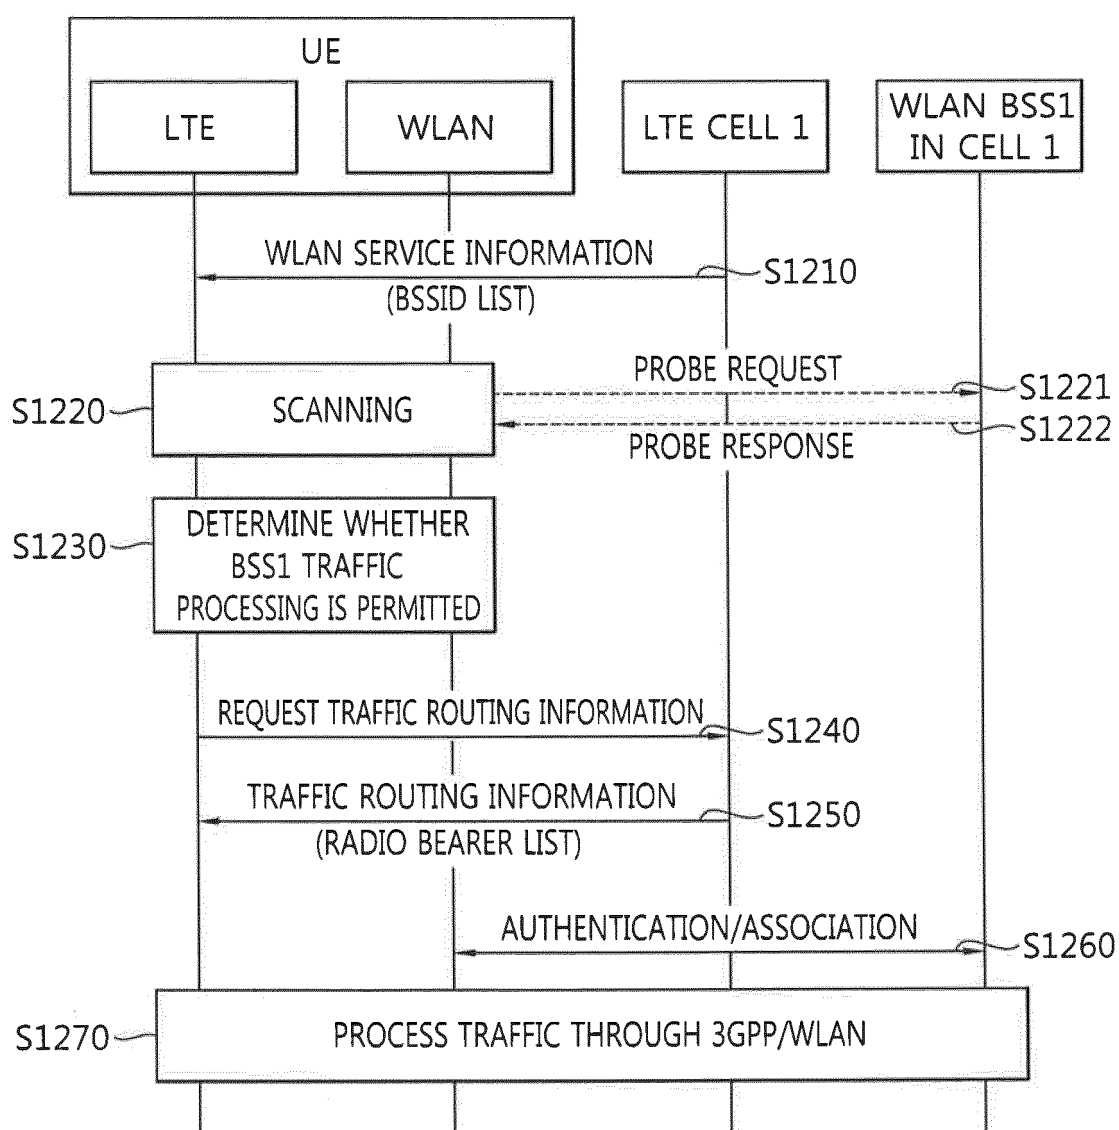 UE
LTE
WLAN
LTE CELL 1
WLAN BSS1
IN CELL 1
WLAN SERVICE INFORMATION
S1210
(BSSID LIST)
PROBE REQUEST
S1221
S1220
SCANNING
S1222
PROBE RESPONSE
DETERMINE WHETHER
S1230
BSS1 TRAFFIC
PROCESSING IS PERMITTED
REQUEST TRAFFIC ROUTING INFORMATION
S1240
TRAFFIC ROUTING INFORMATION
S1250
(RADIO BEARER LIST)
AUTHENTICATION/ASSOCIATION
S1260
S1270
PROCESS TRAFFIC THROUGH 3GPP/WLAN